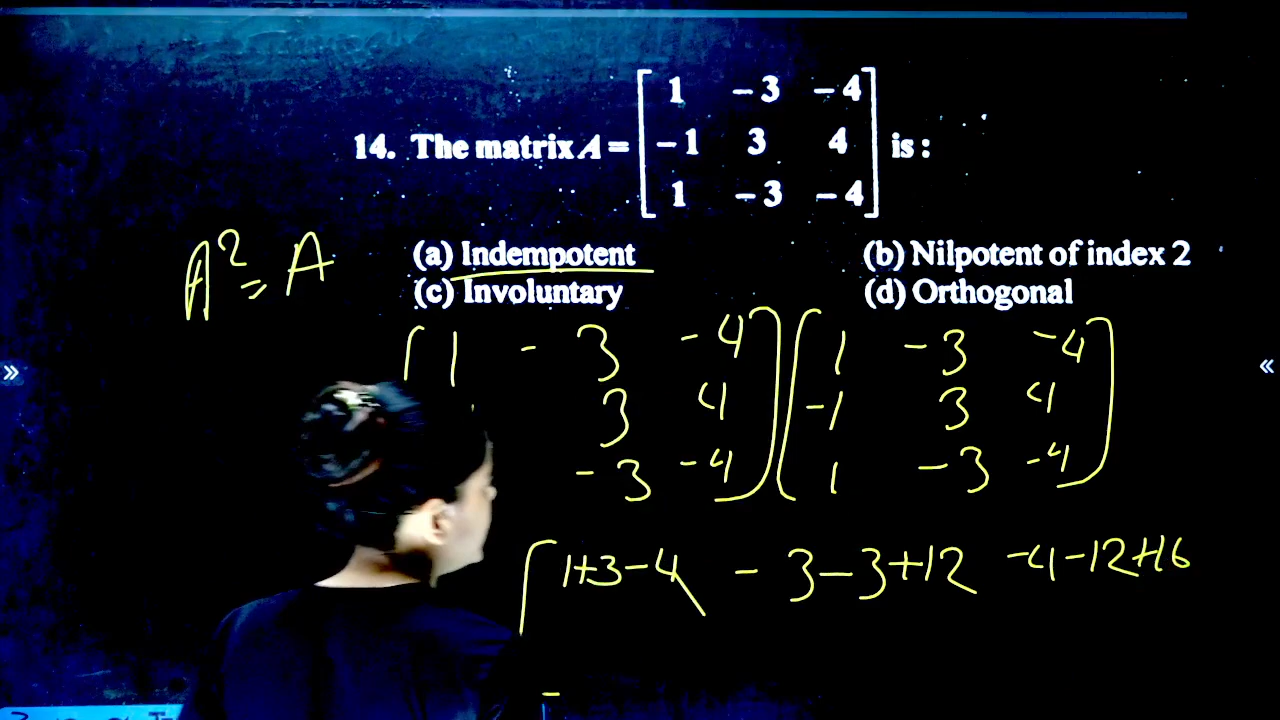 14. The matrix A = [ 1 -3 -4 ] is :
[ -1 3 4 ]
[ 1 -3 -4 ]
(a) Indempotent (b) Nilpotent of index 2
(c) Involuntary (d) Orthogonal
A² = A
[ 1 - 3 -4 ] [ 1 -3 -4 ]
3 4 ] [ -1 3 4 ]
-3 -4 ] [ 1 -3 -4 ]
[ 1+3-4 - 3-3+12 -4-12+16
»
«